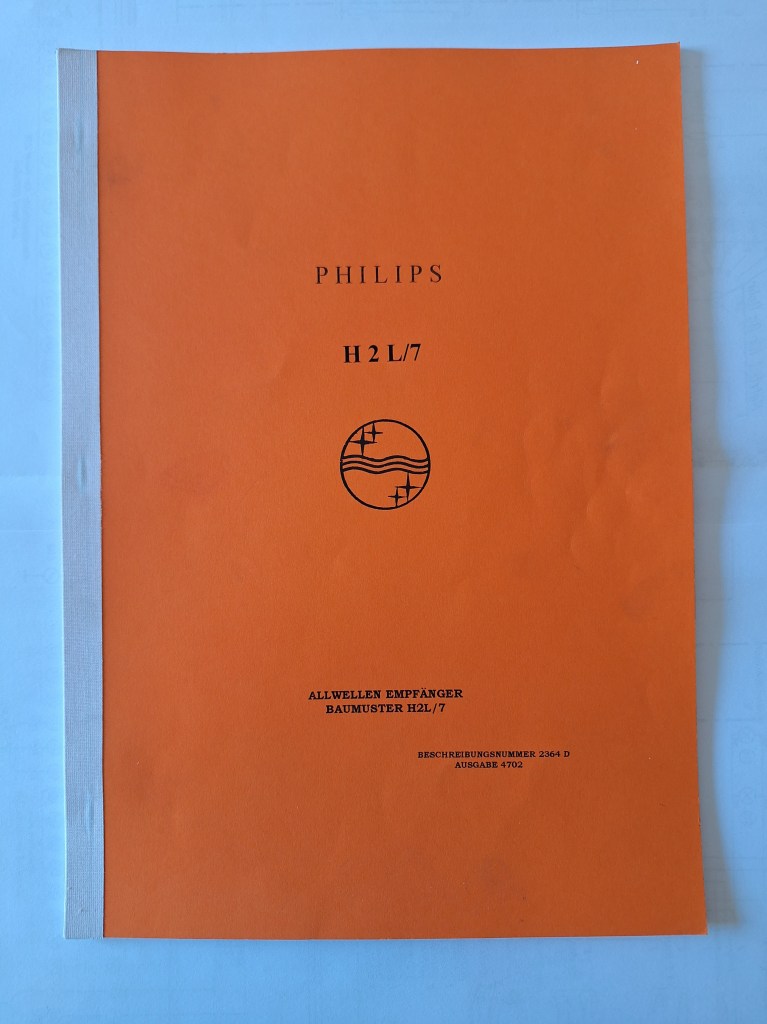 PHILIPS
H 2 L/7
ALLWELLEN EMPFÄNGER
BAUMUSTER H2L/7
BESCHREIBUNGSNUMMER 2364 D
AUSGABE 4702